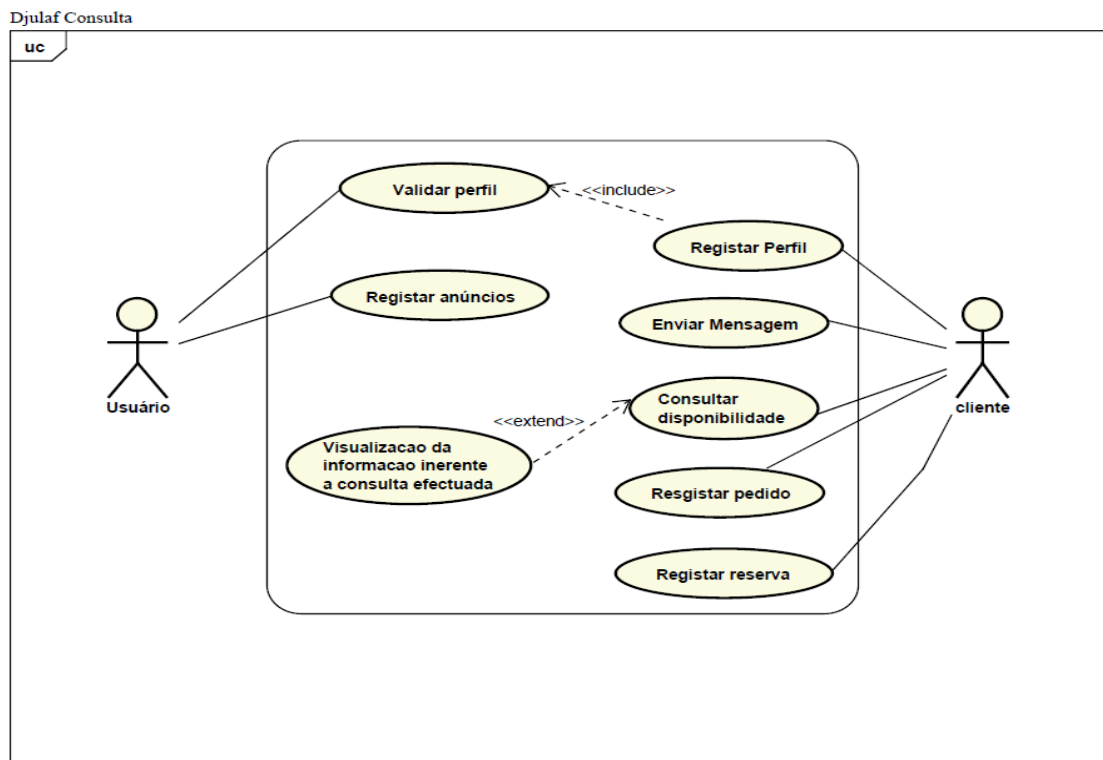 Djulaf Consulta
uc
Validar perfil
<<include>>
Registar Perfil
Registar anúncios
Enviar Mensagem
Usuário
cliente
Consultar
disponibilidade
<<extend>>
Visualizacao da
informacao inerente
a consulta efectuada
Resgistar pedido
Registar reserva